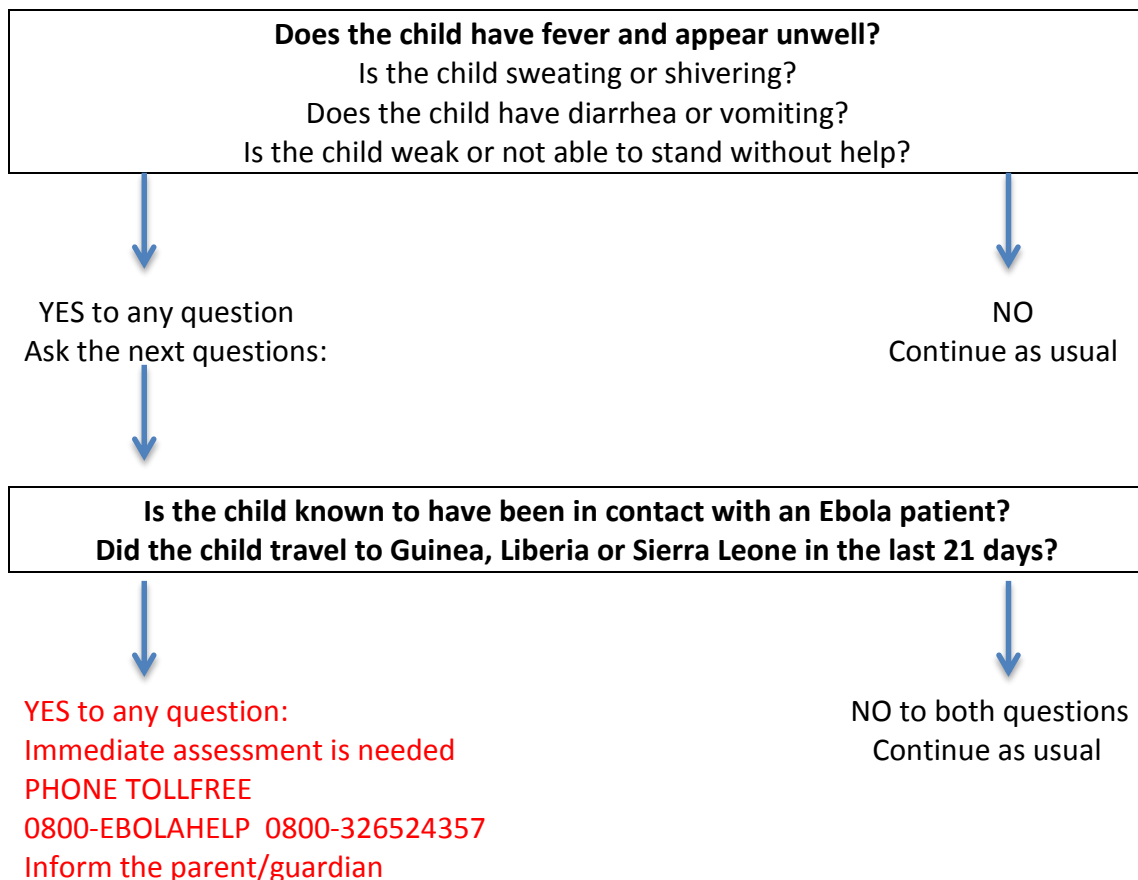 Does the child have fever and appear unwell?
Is the child sweating or shivering?
Does the child have diarrhea or vomiting?
Is the child weak or not able to stand without help?
YES to any question
Ask the next questions:
NO
Continue as usual
Is the child known to have been in contact with an Ebola patient?
Did the child travel to Guinea, Liberia or Sierra Leone in the last 21 days?
YES to any question:
Immediate assessment is needed
PHONE TOLLFREE
0800-EBOLAHELP 0800-326524357
Inform the parent/guardian
NO to both questions
Continue as usual